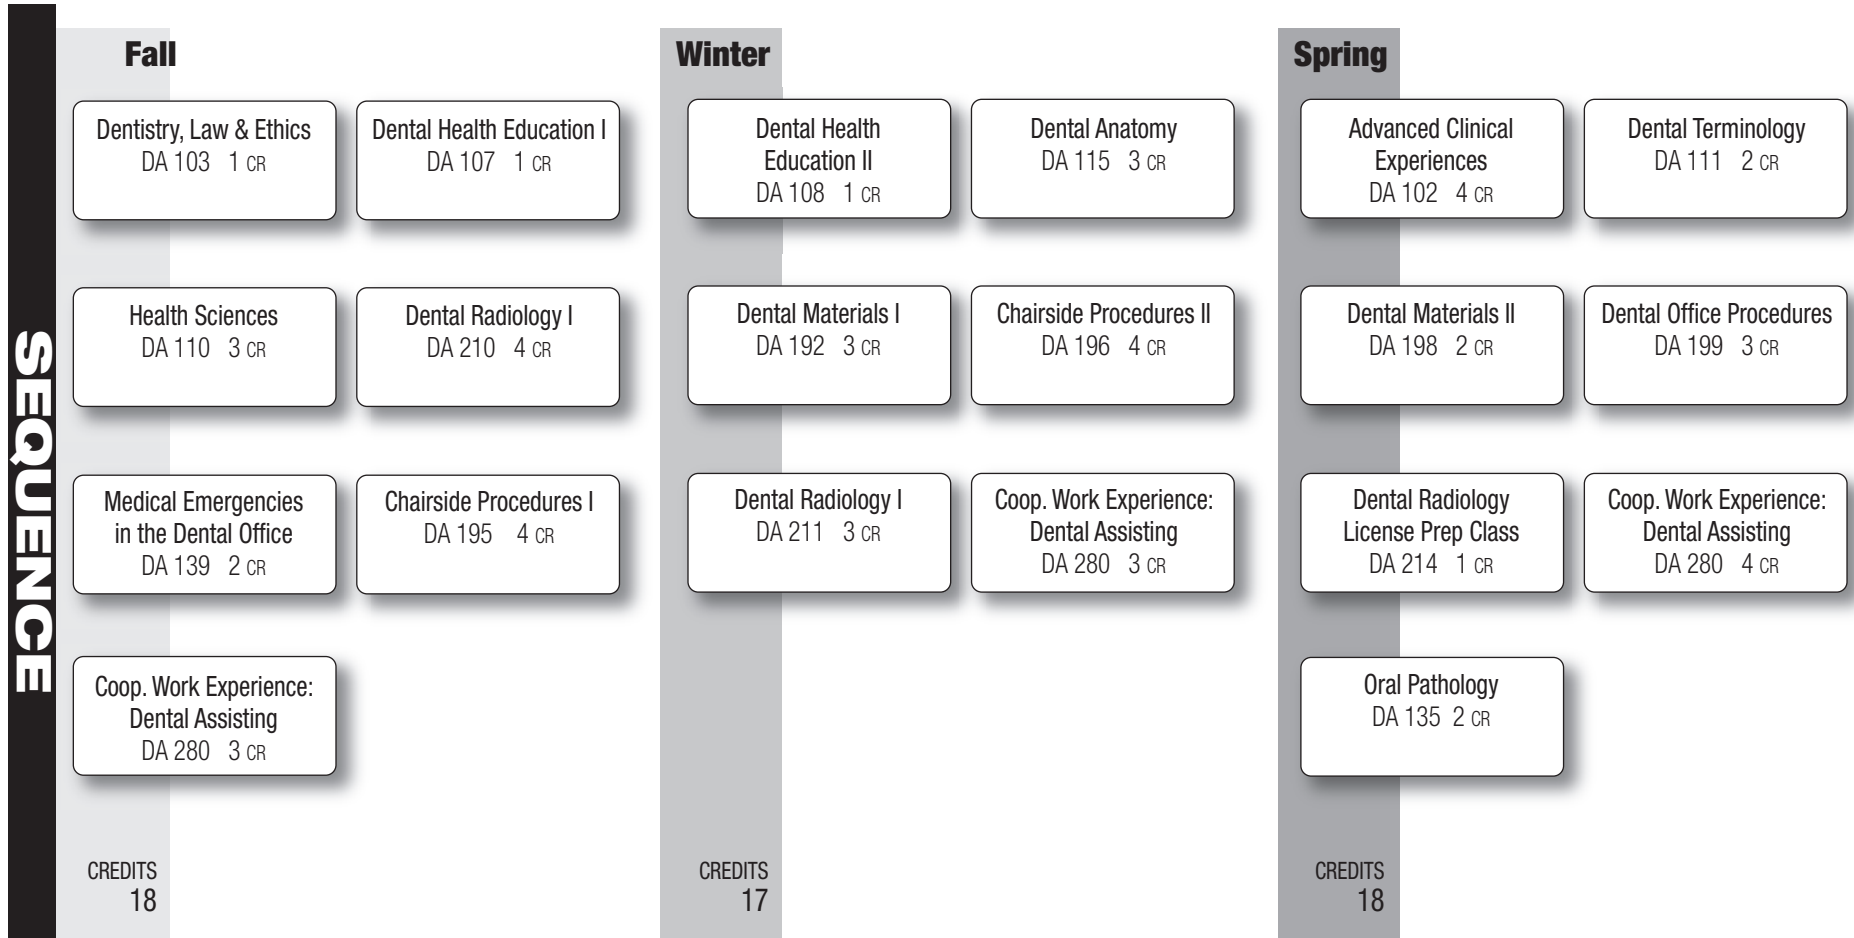 SEQUENCE
Fall
Dentistry, Law & Ethics
DA 103 1 CR
Dental Health Education I
DA 107 1 CR
Health Sciences
DA 110 3 CR
Dental Radiology I
DA 210 4 CR
Medical Emergencies
in the Dental Office
DA 139 2 CR
Chairside Procedures I
DA 195 4 CR
Coop. Work Experience:
Dental Assisting
DA 280 3 CR
CREDITS
18
Winter
Dental Health
Education II
DA 108 1 CR
Dental Anatomy
DA 115 3 CR
Dental Materials I
DA 192 3 CR
Chairside Procedures II
DA 196 4 CR
Dental Radiology I
DA 211 3 CR
Coop. Work Experience:
Dental Assisting
DA 280 3 CR
CREDITS
17
Spring
Advanced Clinical
Experiences
DA 102 4 CR
Dental Terminology
DA 111 2 CR
Dental Materials II
DA 198 2 CR
Dental Office Procedures
DA 199 3 CR
Dental Radiology
License Prep Class
DA 214 1 CR
Coop. Work Experience:
Dental Assisting
DA 280 4 CR
Oral Pathology
DA 135 2 CR
CREDITS
18